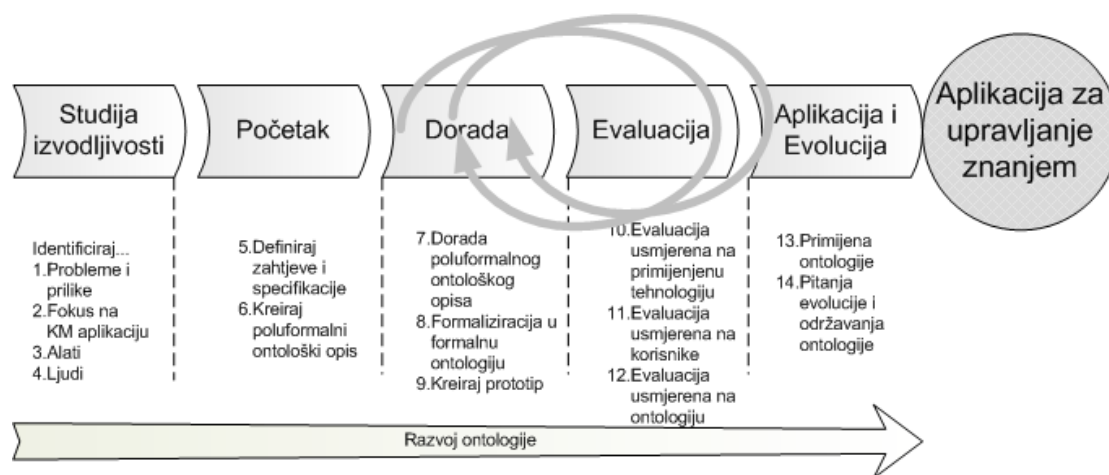 Studija
izvodljivosti
Početak
Dorada
Evaluacija
Aplikacija i
Evolucija
Aplikacija za
upravljanje
znanjem
Identificiraj...
1.Probleme i
prilike
2.Fokus na
KM aplikaciju
3.Alati
4.Ljudi
5.Definiraj
zahtjeve i
specifikacije
6.Kreiraj
poluformalni
ontološki opis
7.Dorada
poluformalnog
ontološkog
opisa
8.Formaliziracija u
formalnu
ontologiju
9.Kreiraj prototip
10.Evaluacija
usmjerena na
primijenjenu
tehnologiju
11.Evaluacija
usmjerena na
korisnike
12.Evaluacija
usmjerena na
ontologiju
13.Primijena
ontologije
14.Pitanja
evolucije i
održavanja
ontologije
Razvoj ontologije